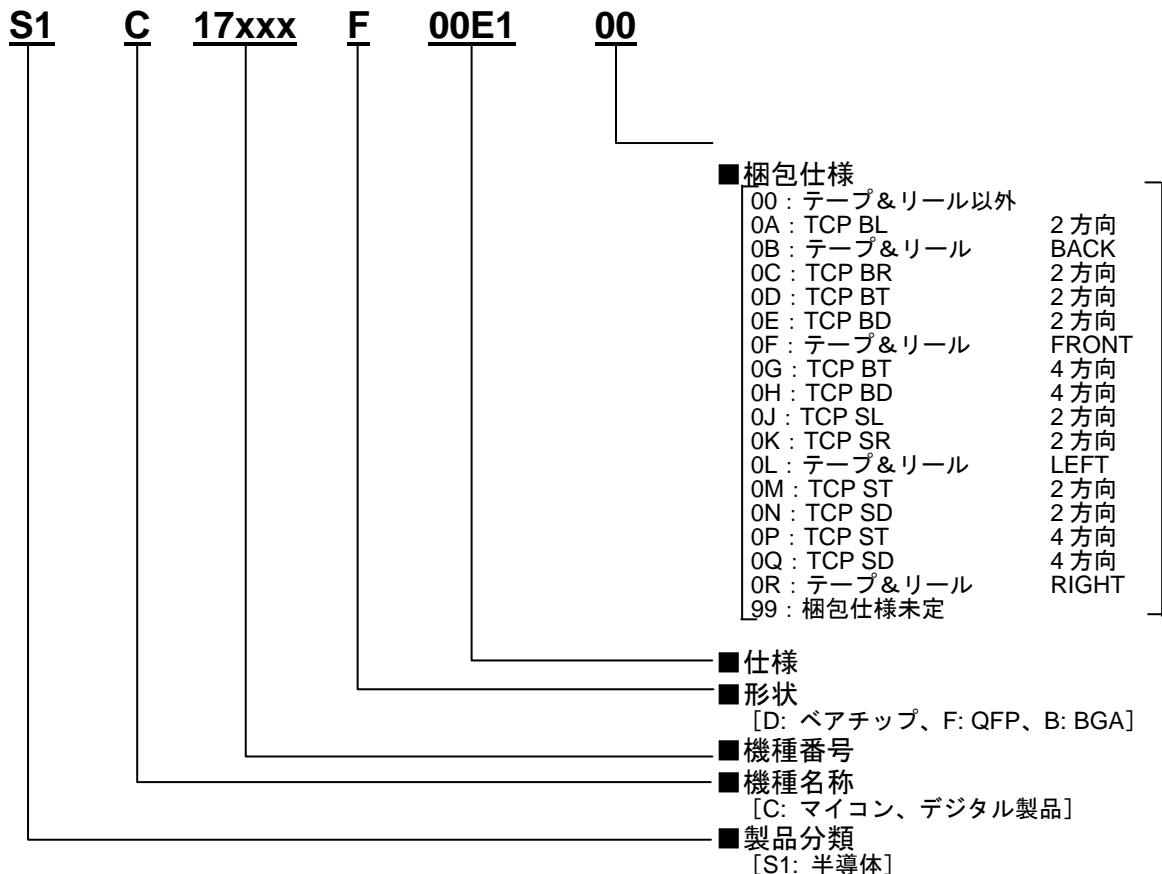 S1 C 17xxx F 00E1 00
■梱包仕様
00：テープ＆リール以外
0A：TCP BL 2方向
0B：テープ＆リール BACK
0C：TCP BR 2方向
0D：TCP BT 2方向
0E：TCP BD 2方向
0F：テープ＆リール FRONT
0G：TCP BT 4方向
0H：TCP BD 4方向
0J：TCP SL 2方向
0K：TCP SR 2方向
0L：テープ＆リール LEFT
0M：TCP ST 2方向
0N：TCP SD 2方向
0P：TCP ST 4方向
0Q：TCP SD 4方向
0R：テープ＆リール RIGHT
99：梱包仕様未定
■仕様
■形状
［D: ベアチップ、F: QFP、B: BGA］
■機種番号
■機種名称
［C: マイコン、デジタル製品］
■製品分類
［S1: 半導体］